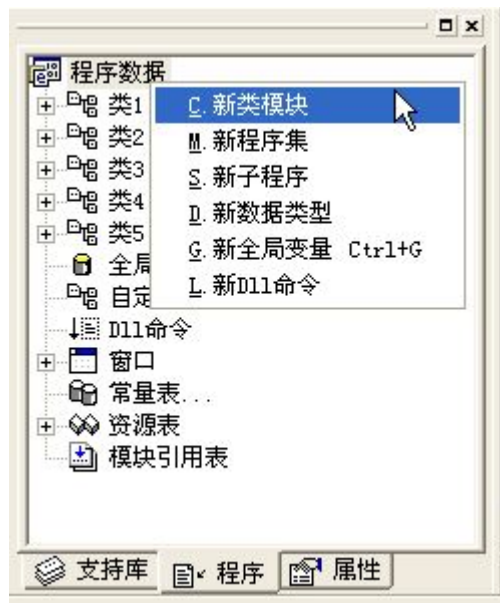 程序数据
类1
C.新类模块
类2
M.新程序集
类3
S.新子程序
类4
D.新数据类型
类5
G.新全局变量 Ctrl+G
全局
L.新Dll命令
自定
Dll命令
窗口
常量表...
资源表
模块引用表
支持库
程序
属性